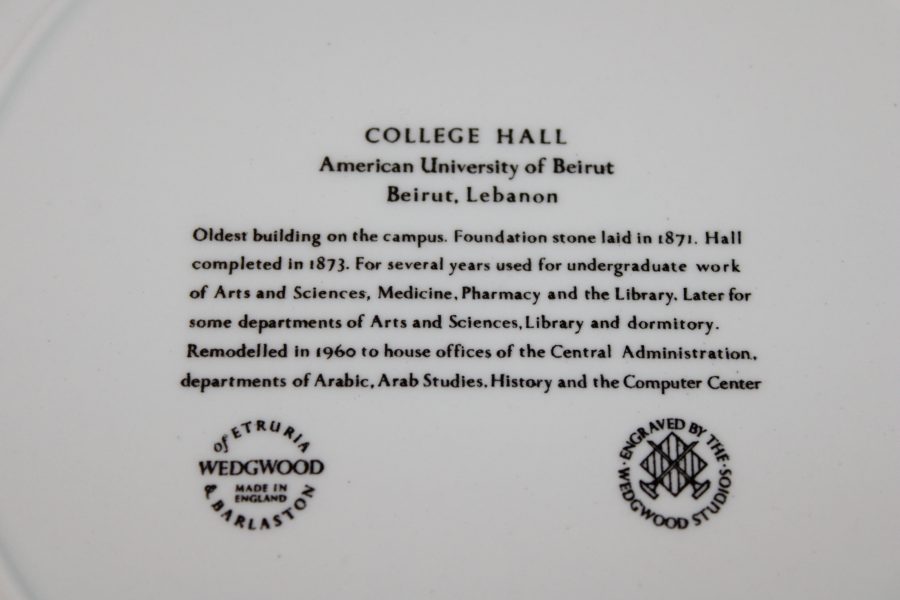 COLLEGE HALL
American University of Beirut
Beirut, Lebanon
Oldest building on the campus. Foundation stone laid in 1871. Hall
completed in 1873. For several years used for undergraduate work
of Arts and Sciences, Medicine, Pharmacy and the Library. Later for
some departments of Arts and Sciences, Library and dormitory.
Remodelled in 1960 to house offices of the Central Administration,
departments of Arabic, Arab Studies, History and the Computer Center
of ETRURIA
WEDGWOOD
MADE IN
ENGLAND
& BARLASTON
·ENGRAVED BY THE·
WEDGWOOD STUDIOS